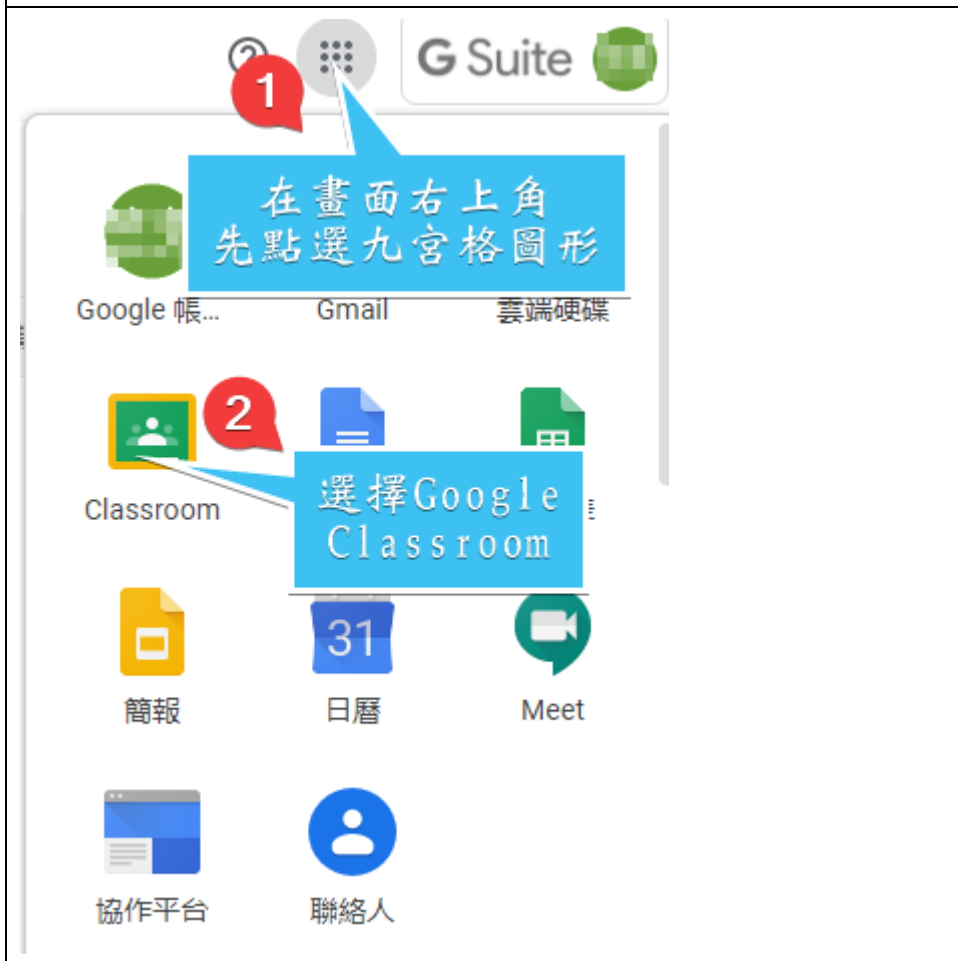 G Suite
1
在畫面右上角
先點選九宮格圖形
Google 帳...
Gmail
雲端硬碟
2
選擇Google
Classroom
Classroom
簡報
31
日曆
Meet
協作平台
聯絡人